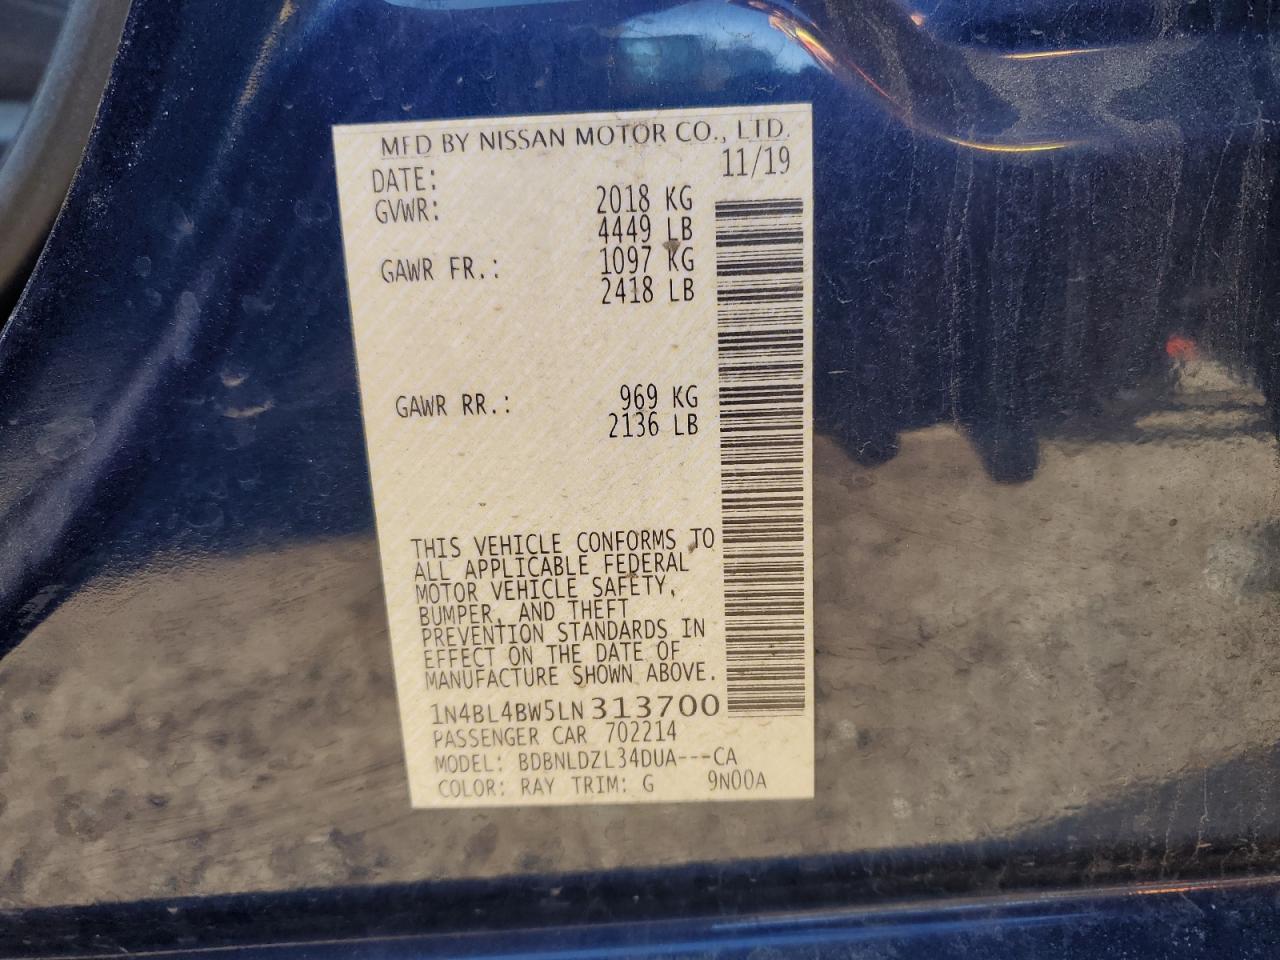 MFD BY NISSAN MOTOR CO., LTD.
DATE: 11/19
GVWR: 2018 KG
4449 LB
GAWR FR.: 1097 KG
2418 LB
GAWR RR.: 969 KG
2136 LB
THIS VEHICLE CONFORMS TO
ALL APPLICABLE FEDERAL
MOTOR VEHICLE SAFETY,
BUMPER, AND THEFT
PREVENTION STANDARDS IN
EFFECT ON THE DATE OF
MANUFACTURE SHOWN ABOVE.
1N4BL4BW5LN313700
PASSENGER CAR 702214
MODEL: BDBNLDZL34DUA---CA
COLOR: RAY TRIM: G 9N00A